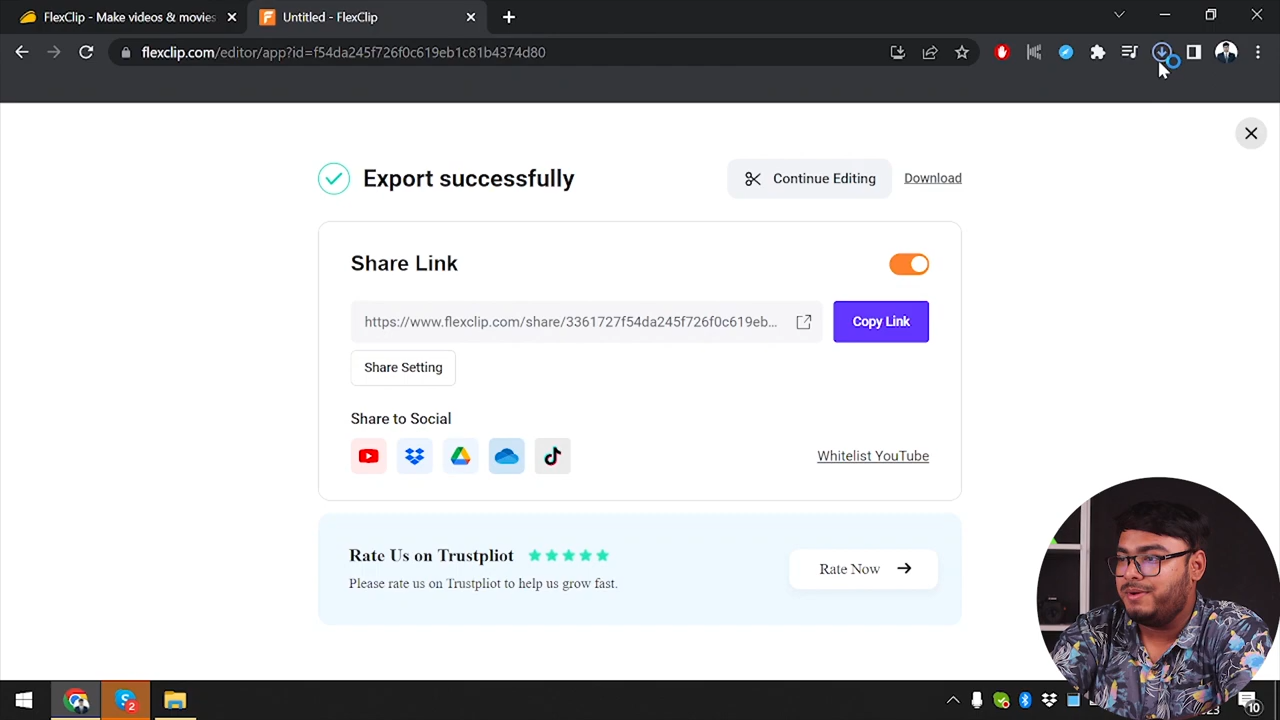 FlexClip - Make videos & movies
Untitled - FlexClip
flexclip.com/editor/app?id=f54da245f726f0c619eb1c81b4374d80
Export successfully
Continue Editing
Download
Share Link
https://www.flexclip.com/share/3361727f54da245f726f0c619eb...
Copy Link
Share Setting
Share to Social
Whitelist YouTube
Rate Us on Trustpliot
Please rate us on Trustpliot to help us grow fast.
Rate Now
2
10